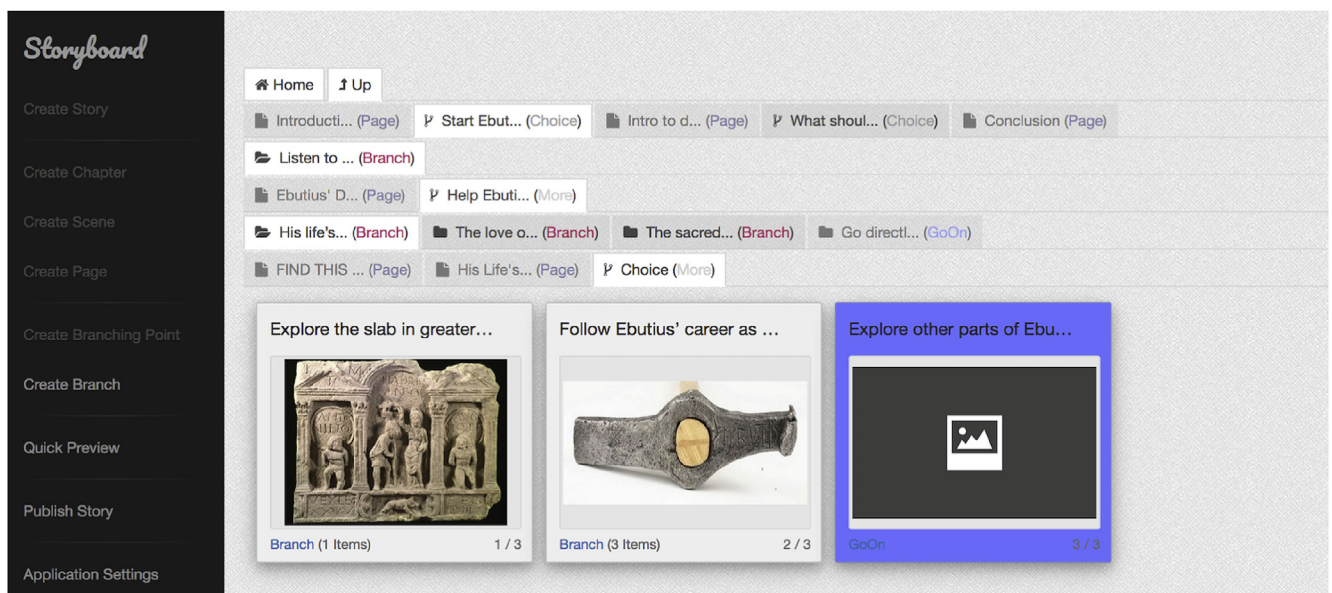 Storyboard
Create Story
Create Chapter
Create Scene
Create Page
Create Branching Point
Create Branch
Quick Preview
Publish Story
Application Settings
Home Up
Introducti... (Page) Start Ebut... (Choice) Intro to d... (Page) What shoul... (Choice) Conclusion (Page)
Listen to ... (Branch)
Ebutius' D... (Page) Help Ebuti... (More)
His life's... (Branch) The love o... (Branch) The sacred... (Branch) Go directl... (GoOn)
FIND THIS ... (Page) His Life's... (Page) Choice (More)
Explore the slab in greater...
Branch (1 Items) 1 / 3
Follow Ebutius' career as ...
Branch (3 Items) 2 / 3
Explore other parts of Ebu...
GoOn 3 / 3